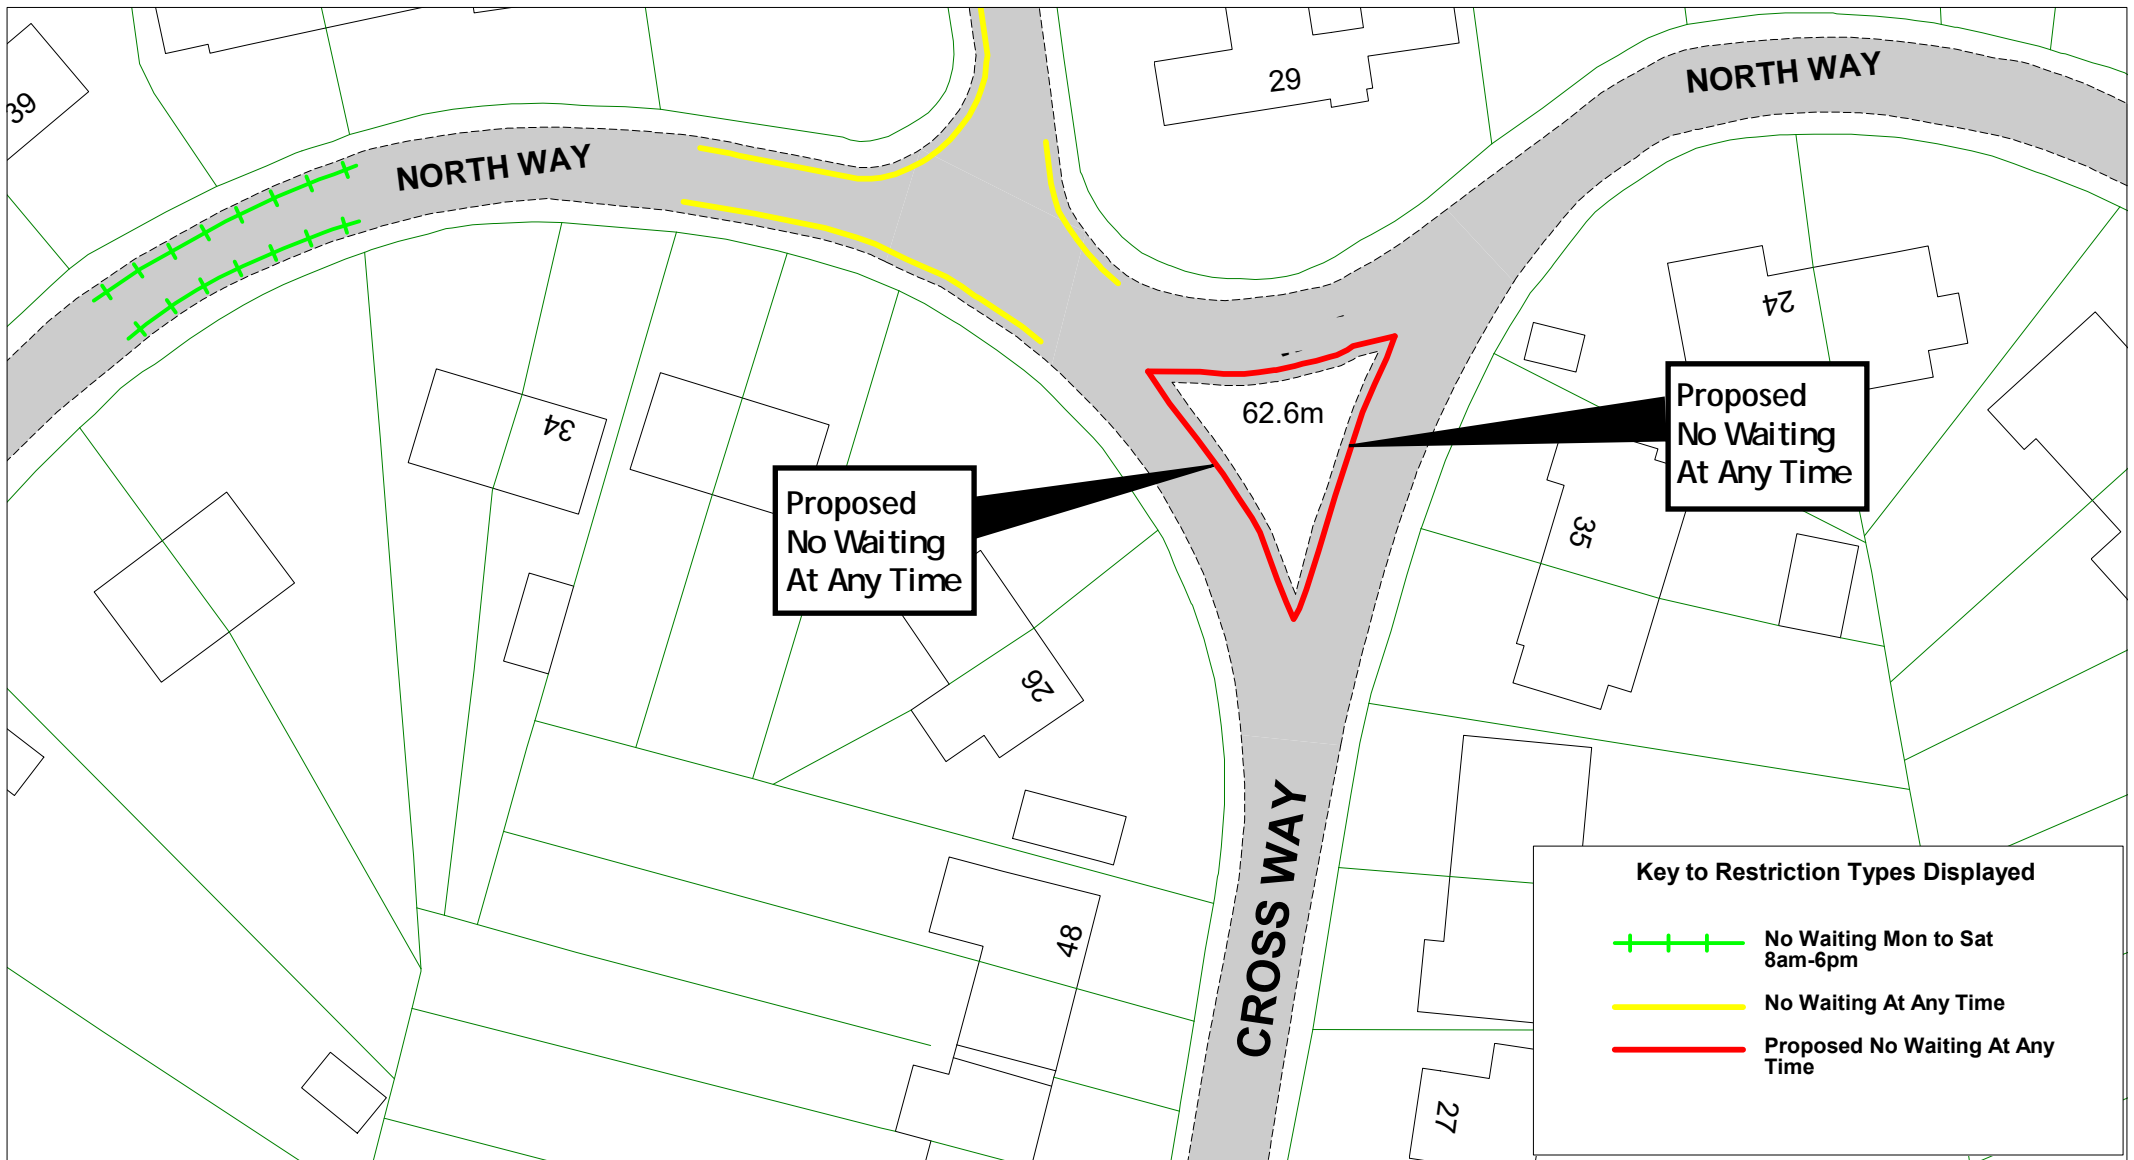 39
NORTH WAY
29
NORTH WAY
24
34
62.6m
Proposed
No Waiting
At Any Time
Proposed
No Waiting
At Any Time
35
26
48
CROSS WAY
27
Key to Restriction Types Displayed
No Waiting Mon to Sat
8am-6pm
No Waiting At Any Time
Proposed No Waiting At Any
Time